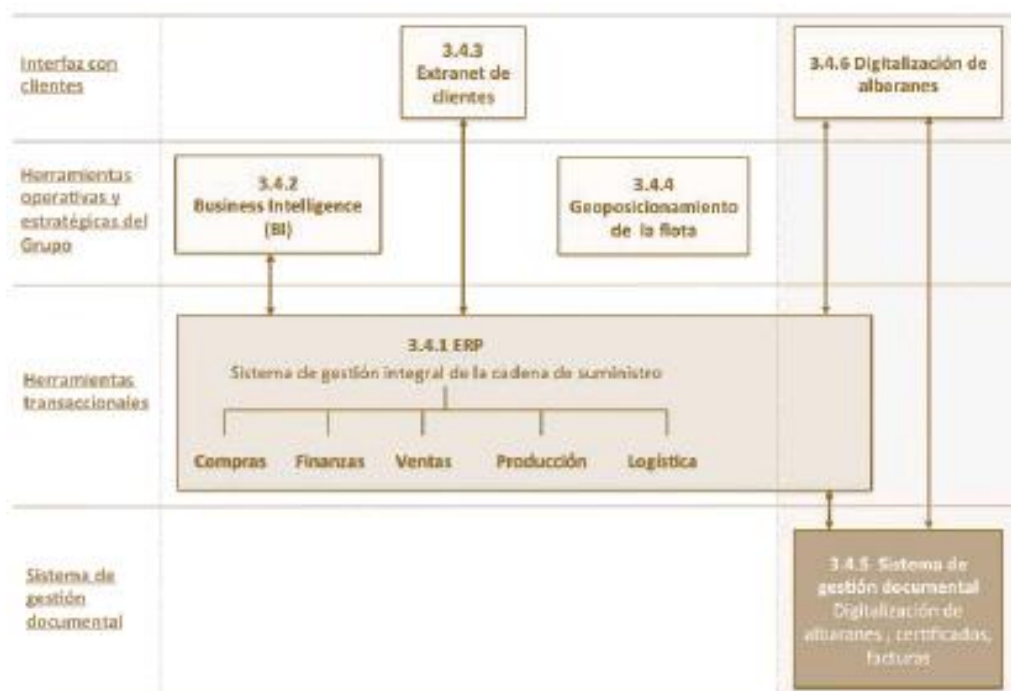 Interfaz con
clientes
3.4.3
Extranet de
clientes
3.4.6 Digitalización de
albaranes
Herramientas
operativas y
estratégicas del
Grupo
3.4.2
Business Intelligence
(BI)
3.4.4
Geoposicionamiento
de la flota
Herramientas
transaccionales
3.4.1 ERP
Sistema de gestión integral de la cadena de suministro
Compras Finanzas Ventas Producción Logística
Sistema de
gestión
documental
3.4.5 Sistema de
gestión documental
Digitalización de
albaranes , certificados,
facturas